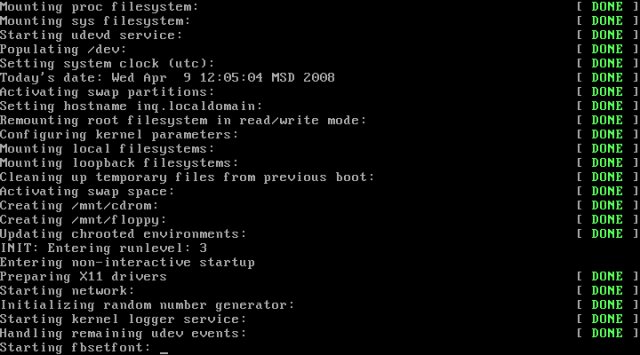 Mounting proc filesystem: [ DONE ]
Mounting sys filesystem: [ DONE ]
Starting udevd service: [ DONE ]
Populating /dev: [ DONE ]
Setting system clock (utc): [ DONE ]
Today's date: Wed Apr  9 12:05:04 MSD 2008 [ DONE ]
Activating swap partitions: [ DONE ]
Setting hostname inq.localdomain: [ DONE ]
Remounting root filesystem in read/write mode: [ DONE ]
Configuring kernel parameters: [ DONE ]
Mounting local filesystems: [ DONE ]
Mounting loopback filesystems: [ DONE ]
Cleaning up temporary files from previous boot: [ DONE ]
Activating swap space: [ DONE ]
Creating /mnt/cdrom: [ DONE ]
Creating /mnt/floppy: [ DONE ]
Updating chrooted environments: [ DONE ]
INIT: Entering runlevel: 3
Entering non-interactive startup
Preparing X11 drivers [ DONE ]
Starting network: [ DONE ]
Initializing random number generator: [ DONE ]
Starting kernel logger service: [ DONE ]
Handling remaining udev events: [ DONE ]
Starting fbsetfont: _